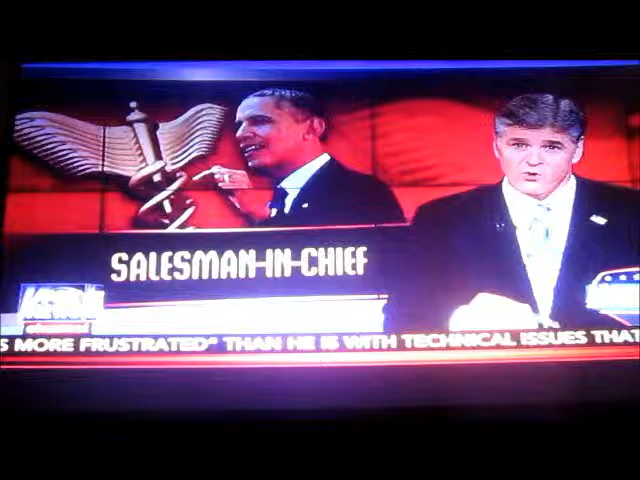 SALESMAN-IN-CHIEF
S MORE FRUSTRATED" THAN HE IS WITH TECHNICAL ISSUES THAT